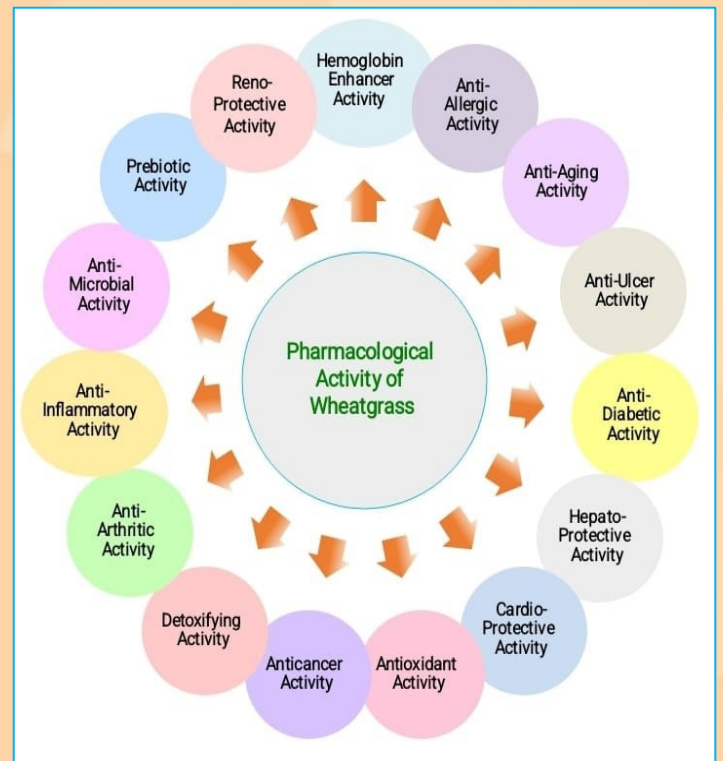 Hemoglobin
Enhancer
Activity
Anti-
Allergic
Activity
Anti-Aging
Activity
Anti-Ulcer
Activity
Anti-
Diabetic
Activity
Hepato-
Protective
Activity
Cardio-
Protective
Activity
Antioxidant
Activity
Anticancer
Activity
Detoxifying
Activity
Anti-
Arthritic
Activity
Anti-
Inflammatory
Activity
Anti-
Microbial
Activity
Prebiotic
Activity
Reno-
Protective
Activity
Pharmacological
Activity of
Wheatgrass